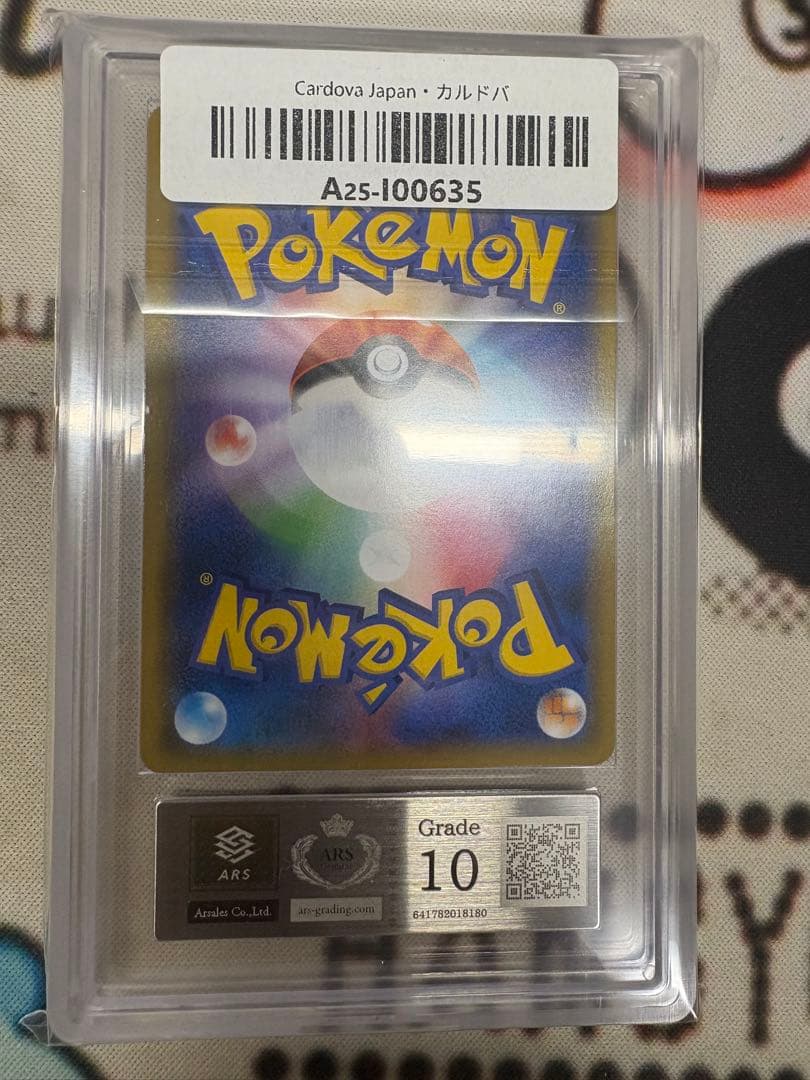 Cardova Japan・カルドバ
A25-I00635
POKéMON
®
®
POKéMON
ARS
ARS
Grade
10
Arsales Co.,Ltd.
ars-grading.com
641782018180